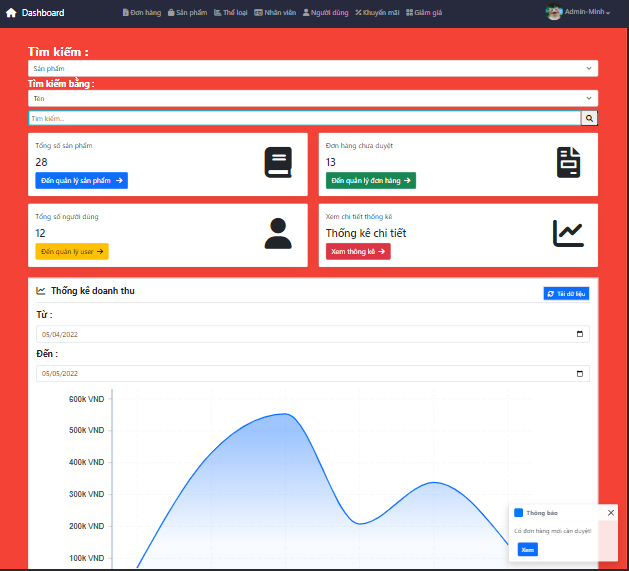 Dashboard
Đơn hàng Sản phẩm Thể loại Nhân viên Người dùng Khuyến mãi Giảm giá
Admin-Minh
Tìm kiếm :
Sản phẩm
Tìm kiếm bằng :
Tên
Tìm kiếm..
Tổng số sản phẩm
28
Đến quản lý sản phẩm
Đơn hàng chưa duyệt
13
Đến quản lý đơn hàng
Tổng số người dùng
12
Đến quản lý user
Xem chi tiết thống kê
Thống kê chi tiết
Xem thông kê
Thống kê doanh thu
Tải dữ liệu
Từ :
05/04/2022
Đến :
05/05/2022
600k VND
500k VND
400k VND
300k VND
200k VND
100k VND
Thông báo
Có đơn hàng mới cần duyệt!
Xem